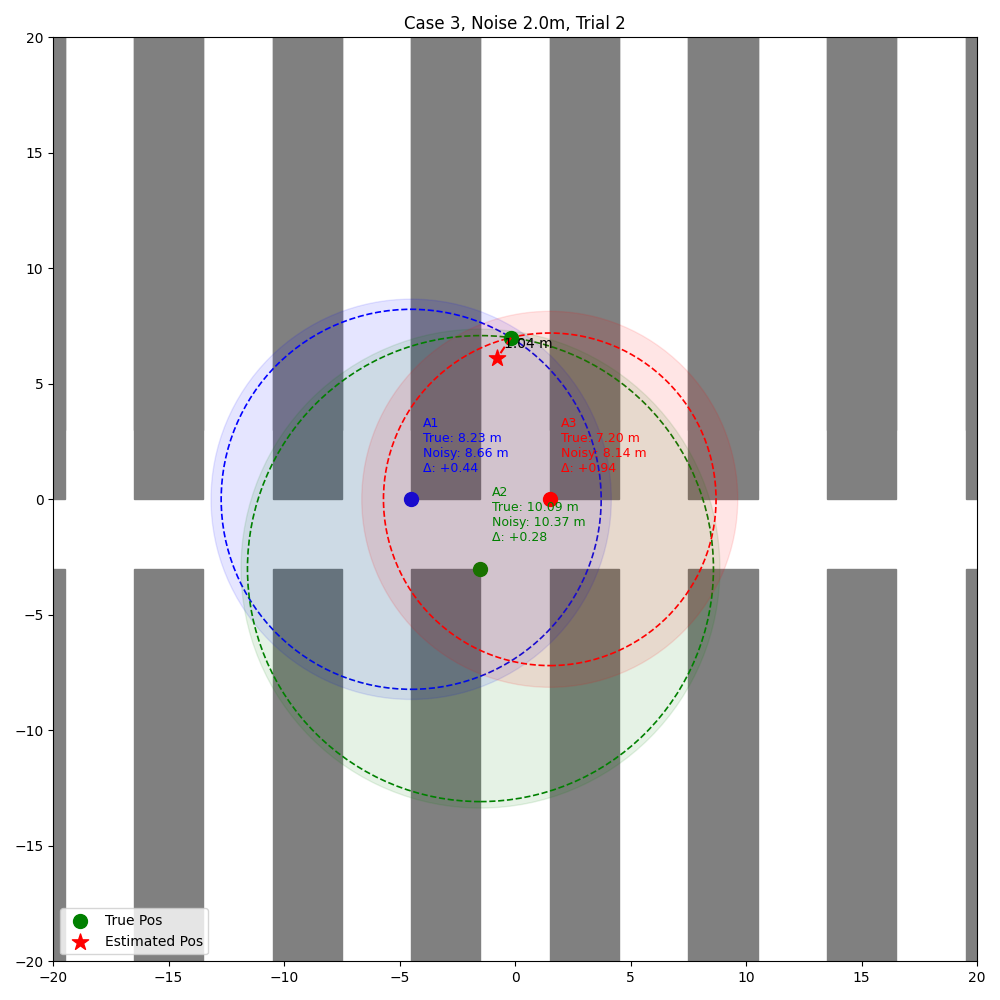 Case 3, Noise 2.0m, Trial 2
20
15
10
5
0
−5
−10
−15
−20
1.04 m
A1
True: 8.23 m
Noisy: 8.66 m
Δ: +0.44
A3
True: 7.20 m
Noisy: 8.14 m
Δ: +0.94
A2
True: 10.09 m
Noisy: 10.37 m
Δ: +0.28
True Pos
Estimated Pos
−20
−15
−10
−5
0
5
10
15
20